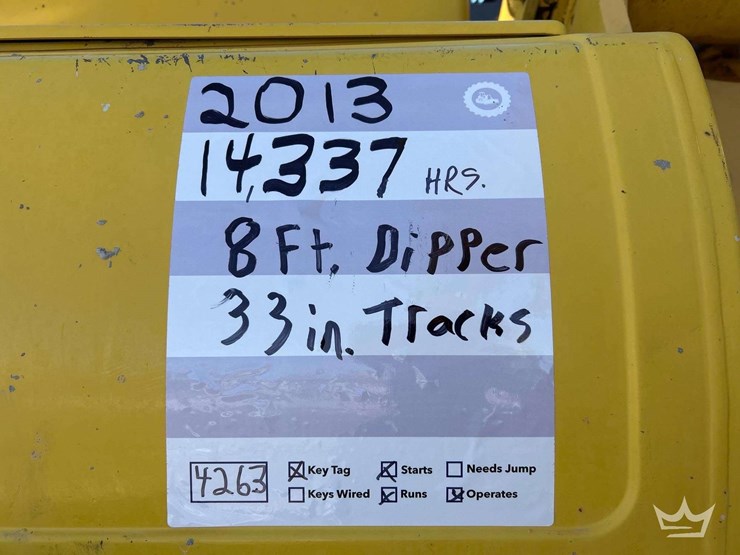 2013
14,337 HRS.
8 Ft. Dipper
33 in. Tracks
4263
Key Tag Starts Needs Jump
Keys Wired Runs Operates